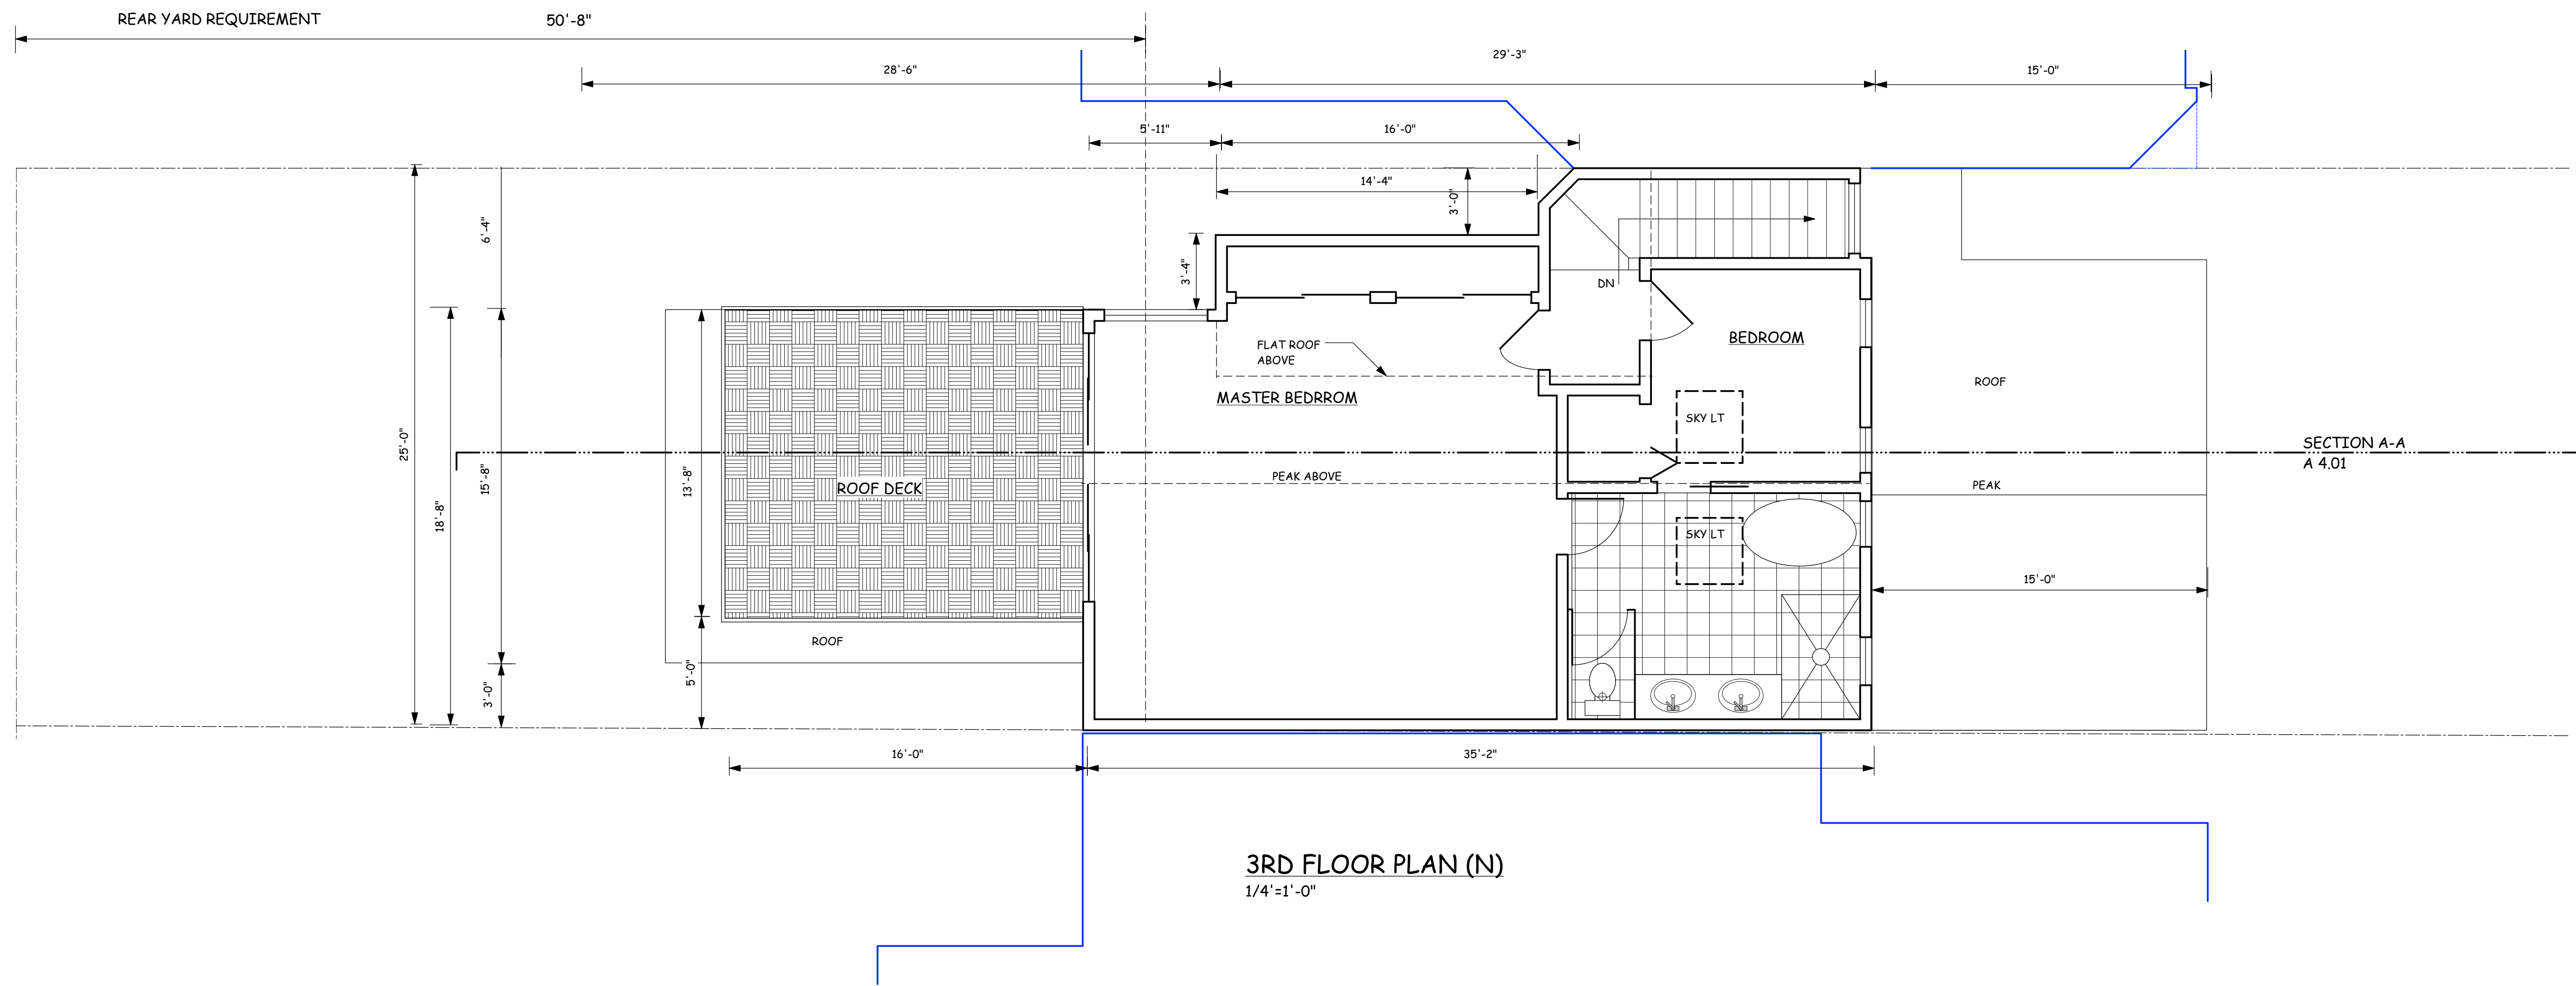 REAR YARD REQUIREMENT
50'-8"
29'-3"
28'-6"
15'-0"
5'-11"
16'-0"
14'-4"
3'-0"
6'-4"
3'-4"
DN
BEDROOM
FLAT ROOF
ABOVE
ROOF
MASTER BEDRROM
SKY LT
25'-0"
SECTION A-A
A 4.01
15'-8"
13'-8"
PEAK ABOVE
ROOF DECK
PEAK
18'-8"
SKY LT
15'-0"
ROOF
5'-0"
3'-0"
16'-0"
35'-2"
3RD FLOOR PLAN (N)
1/4'=1'-0"